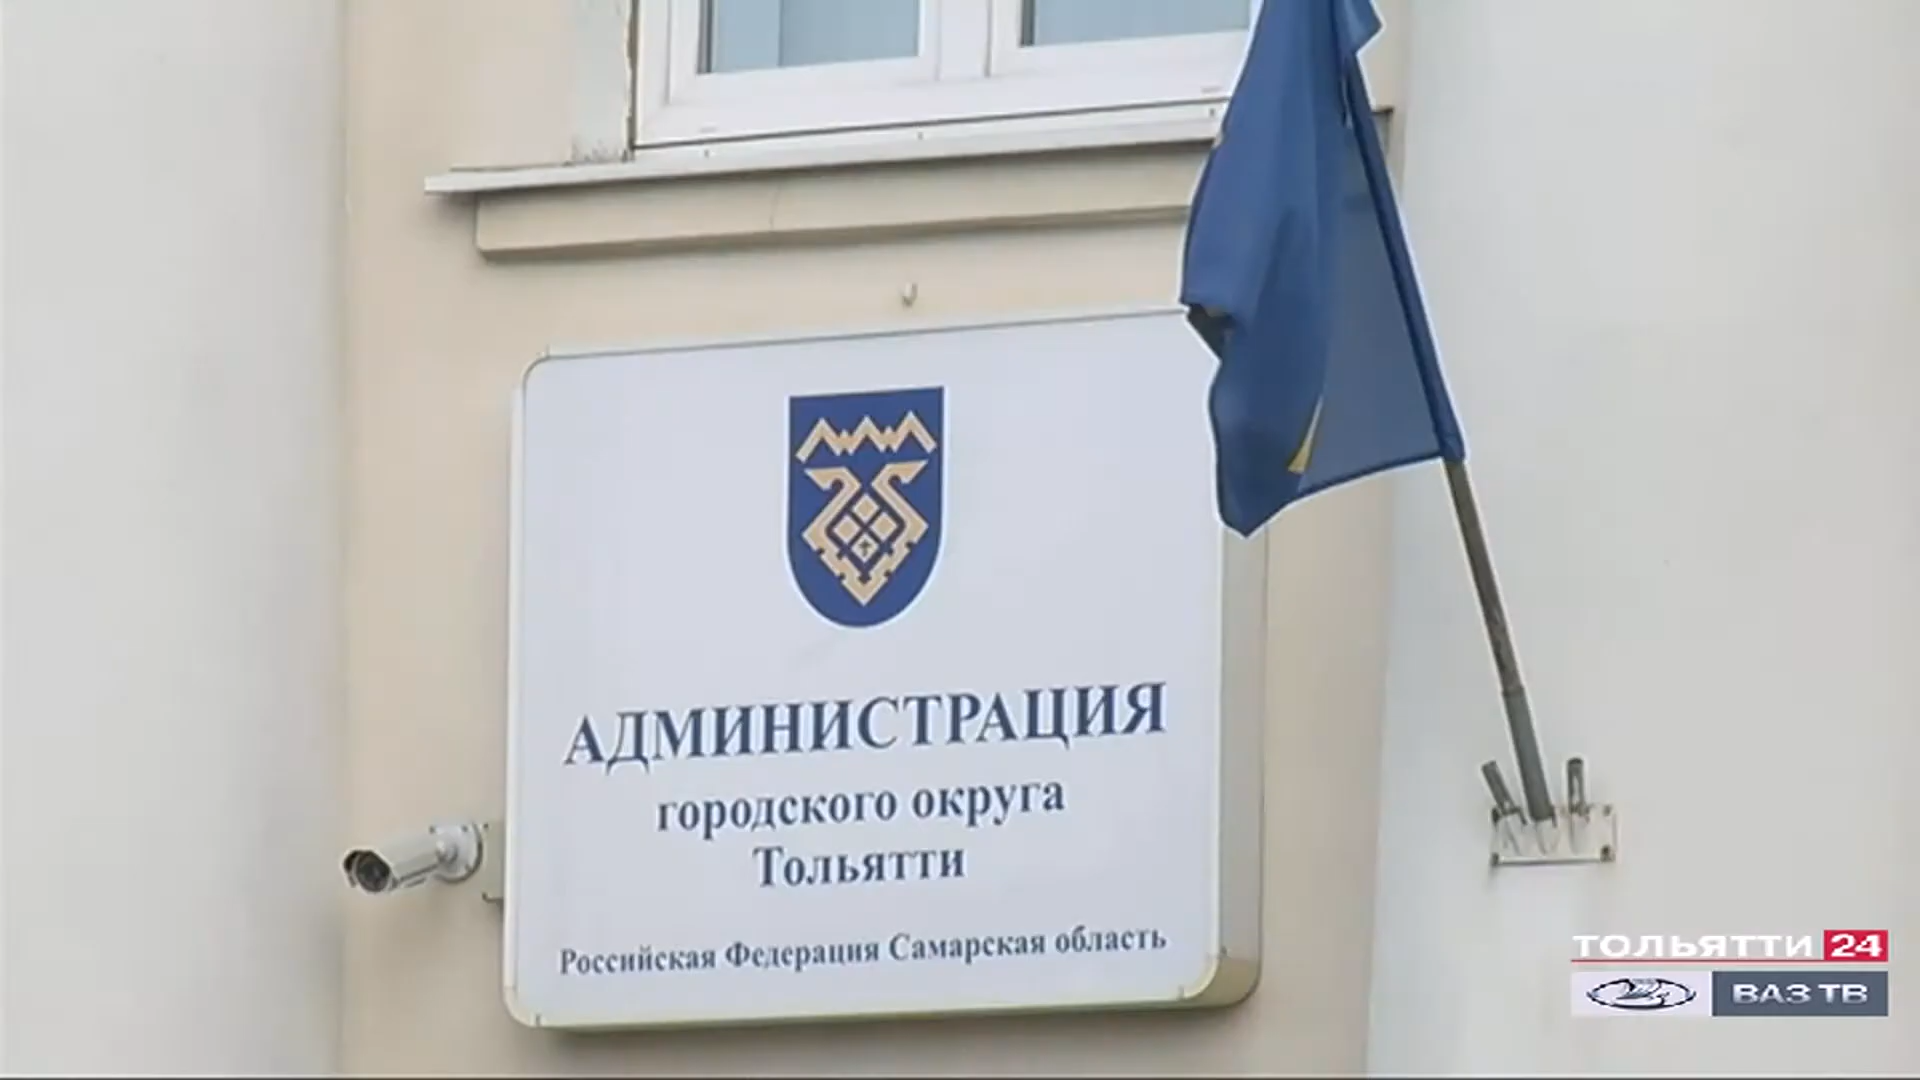 АДМИНИСТРАЦИЯ
городского округа
Тольятти
Российская Федерация Самарская область
ТОЛЬЯТТИ 24
ВАЗ ТВ